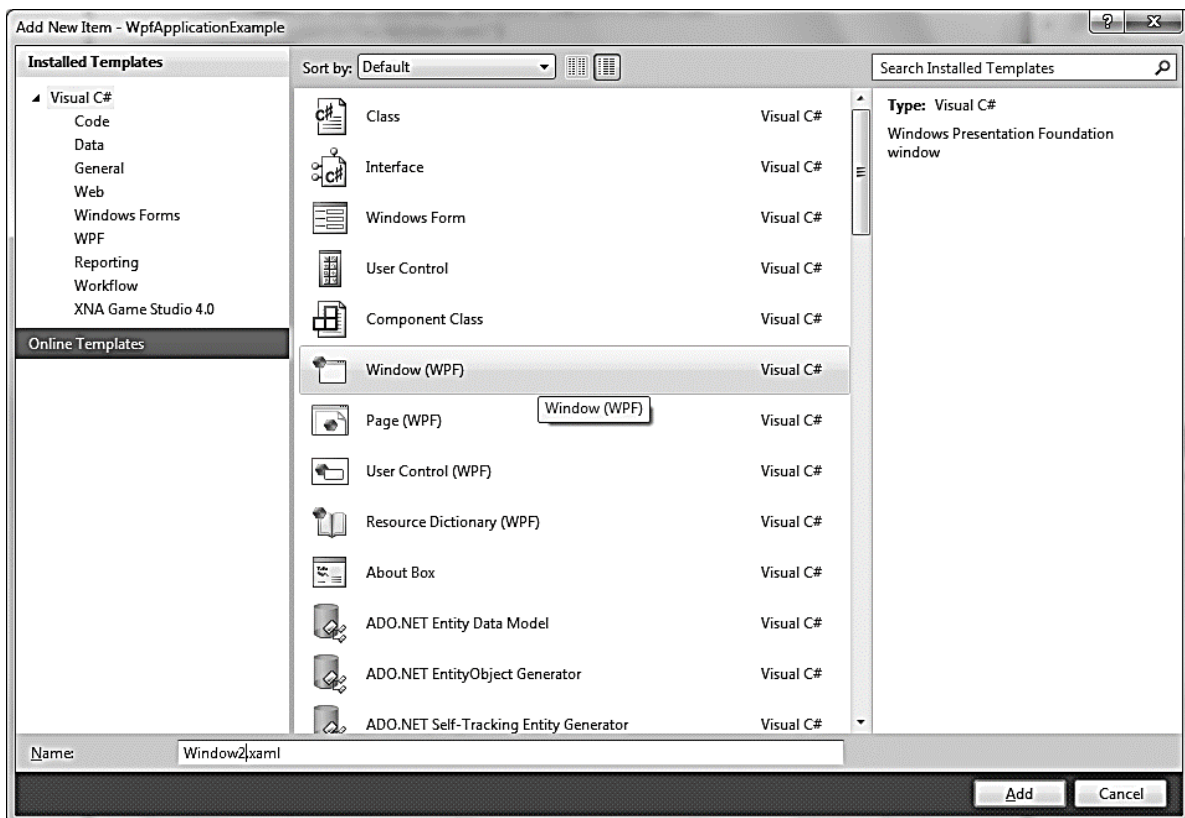 Add New Item - WpfApplicationExample
Installed Templates
Visual C#
Code
Data
General
Web
Windows Forms
WPF
Reporting
Workflow
XNA Game Studio 4.0
Online Templates
Sort by: Default
Class Visual C#
Interface Visual C#
Windows Form Visual C#
User Control Visual C#
Component Class Visual C#
Window (WPF) Visual C#
Window (WPF)
Page (WPF) Visual C#
User Control (WPF) Visual C#
Resource Dictionary (WPF) Visual C#
About Box Visual C#
ADO.NET Entity Data Model Visual C#
ADO.NET EntityObject Generator Visual C#
ADO.NET Self-Tracking Entity Generator Visual C#
Search Installed Templates
Type: Visual C#
Windows Presentation Foundation
window
Name: Window2.xaml
Add Cancel